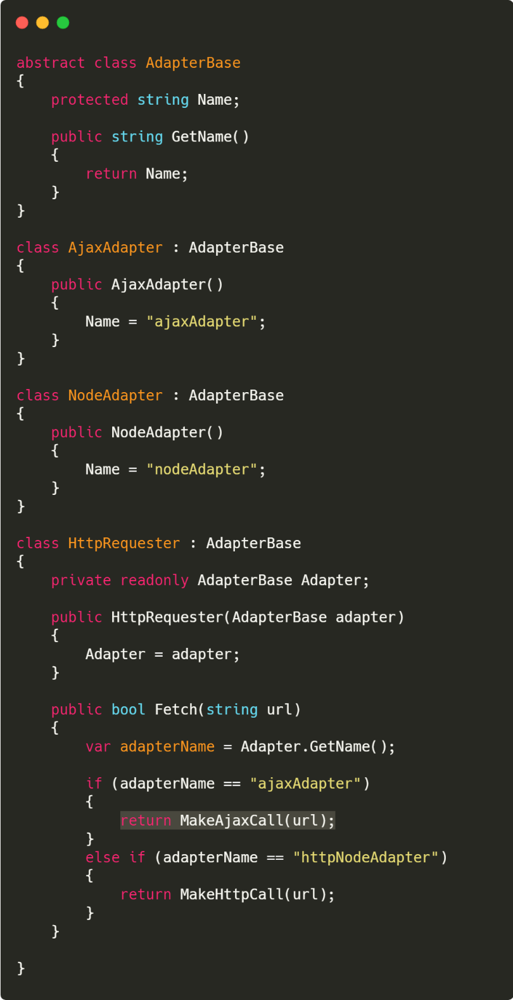 abstract class AdapterBase
{
    protected string Name;

    public string GetName()
    {
        return Name;
    }
}

class AjaxAdapter : AdapterBase
{
    public AjaxAdapter()
    {
        Name = "ajaxAdapter";
    }
}

class NodeAdapter : AdapterBase
{
    public NodeAdapter()
    {
        Name = "nodeAdapter";
    }
}

class HttpRequester : AdapterBase
{
    private readonly AdapterBase Adapter;

    public HttpRequester(AdapterBase adapter)
    {
        Adapter = adapter;
    }

    public bool Fetch(string url)
    {
        var adapterName = Adapter.GetName();

        if (adapterName == "ajaxAdapter")
        {
            return MakeAjaxCall(url);
        }
        else if (adapterName == "httpNodeAdapter")
        {
            return MakeHttpCall(url);
        }
    }

}